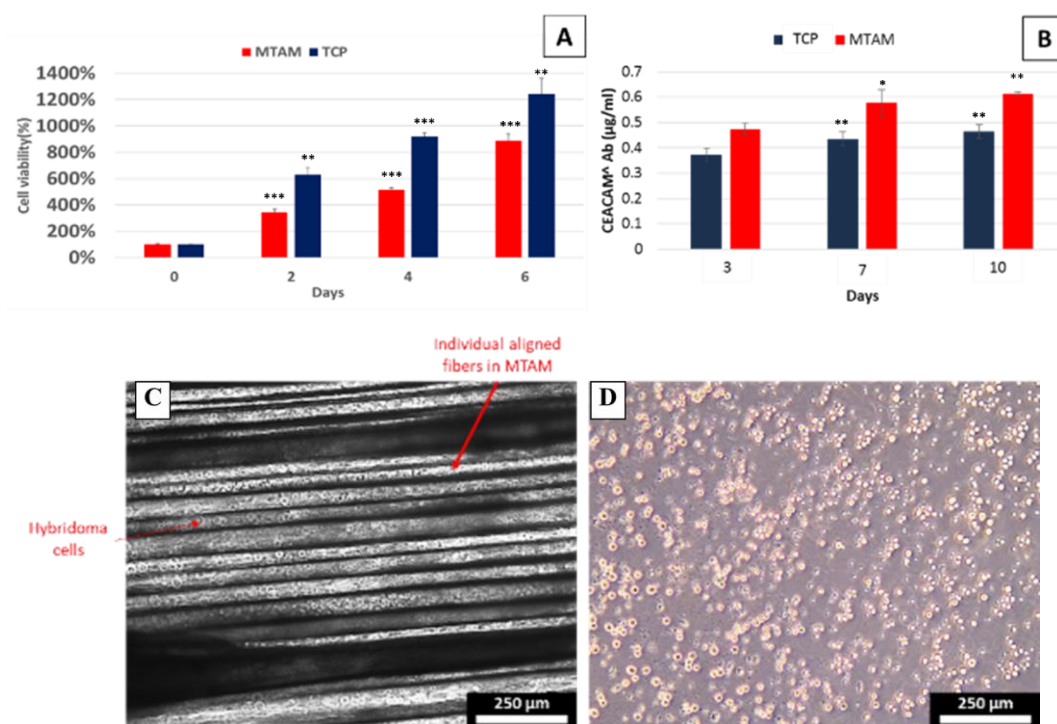 A
MTAM TCP
1400%
1200%
1000%
800%
600%
400%
200%
0%
Cell viability(%)
***
**
***
***
***
**
0 2 4 6
Days
B
TCP MTAM
0.7
0.6
0.5
0.4
0.3
0.2
0.1
0
CEACAM^ Ab (µg/ml)
**
*
**
**
3 7 10
Days
Individual aligned
fibers in MTAM
C
Hybridoma
cells
250 µm
D
250 µm